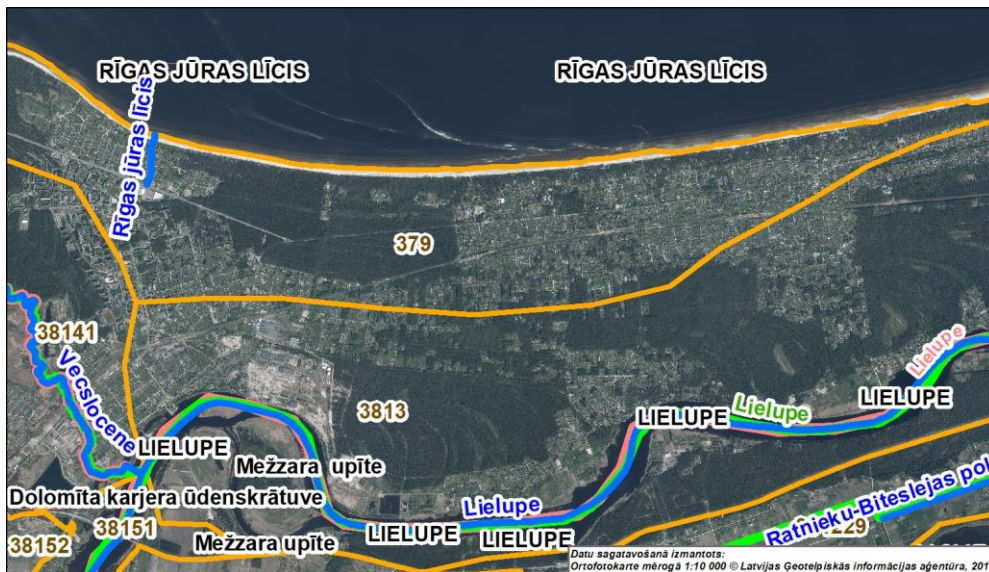 RĪGAS JŪRAS LĪCIS
RĪGAS JŪRAS LĪCIS
Rīgas jūras līcis
379
38141
Vecslocene
Lielupe
LIELUPE
Lielupe
LIELUPE
3813
LIELUPE
Mežzara upīte
Dolomīta karjera ūdenskrātuve
Lielupe
38151
LIELUPE
LIELUPE
38152
Mežzara upīte
Ratnieku-Biteslejas pol
229
Datu sagatavošanā izmantots:
Ortofotokarte mērogā 1:10 000 © Latvijas Ģeotelpiskās informācijas aģentūra, 201